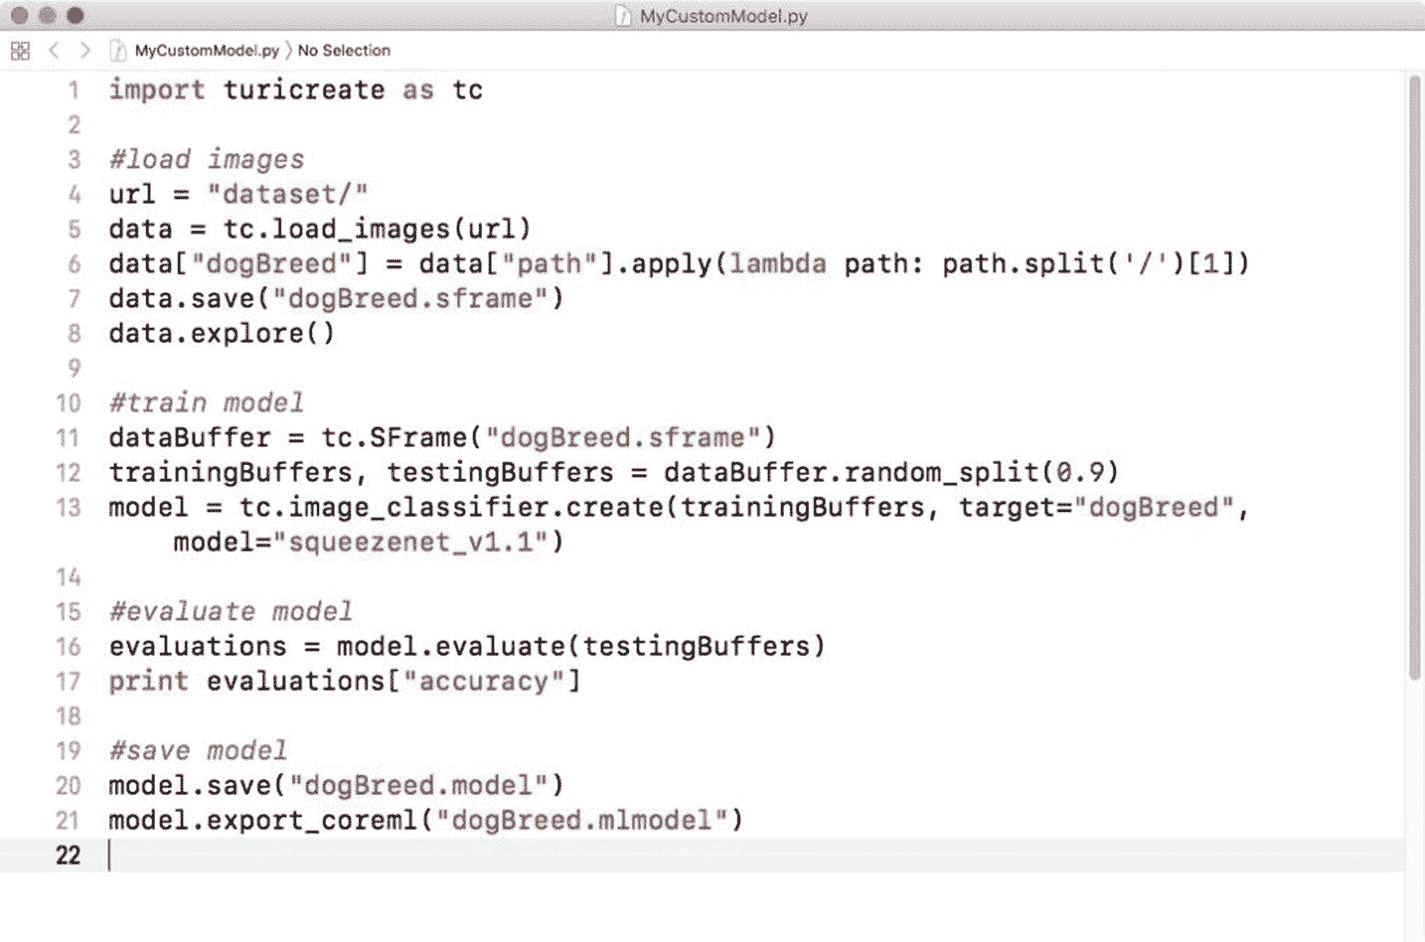 MyCustomModel.py
MyCustomModel.py 〉 No Selection
1 import turicreate as tc
2
3 #load images
4 url = "dataset/"
5 data = tc.load_images(url)
6 data["dogBreed"] = data["path"].apply(lambda path: path.split('/')[1])
7 data.save("dogBreed.sframe")
8 data.explore()
9
10 #train model
11 dataBuffer = tc.SFrame("dogBreed.sframe")
12 trainingBuffers, testingBuffers = dataBuffer.random_split(0.9)
13 model = tc.image_classifier.create(trainingBuffers, target="dogBreed",
model="squeezenet_v1.1")
14
15 #evaluate model
16 evaluations = model.evaluate(testingBuffers)
17 print evaluations["accuracy"]
18
19 #save model
20 model.save("dogBreed.model")
21 model.export_coreml("dogBreed.mlmodel")
22